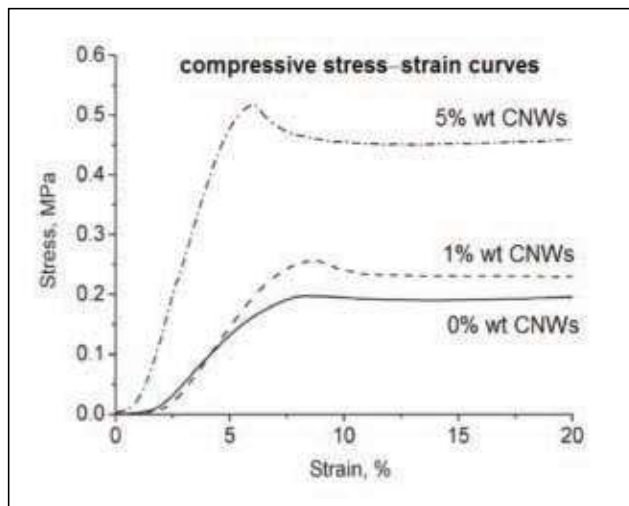 compressive stress–strain curves
0.6
0.5
0.4
0.3
0.2
0.1
0.0
Stress, MPa
5% wt CNWs
1% wt CNWs
0% wt CNWs
0
5
10
15
20
Strain, %